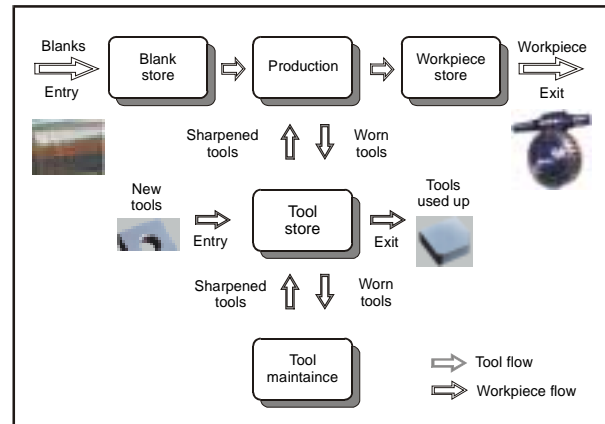 Blanks
Entry
Blank
store
Production
Workpiece
store
Workpiece
Exit
Sharpened
tools
Worn
tools
New
tools
Entry
Tool
store
Tools
used up
Exit
Sharpened
tools
Worn
tools
Tool
maintaince
Tool flow
Workpiece flow